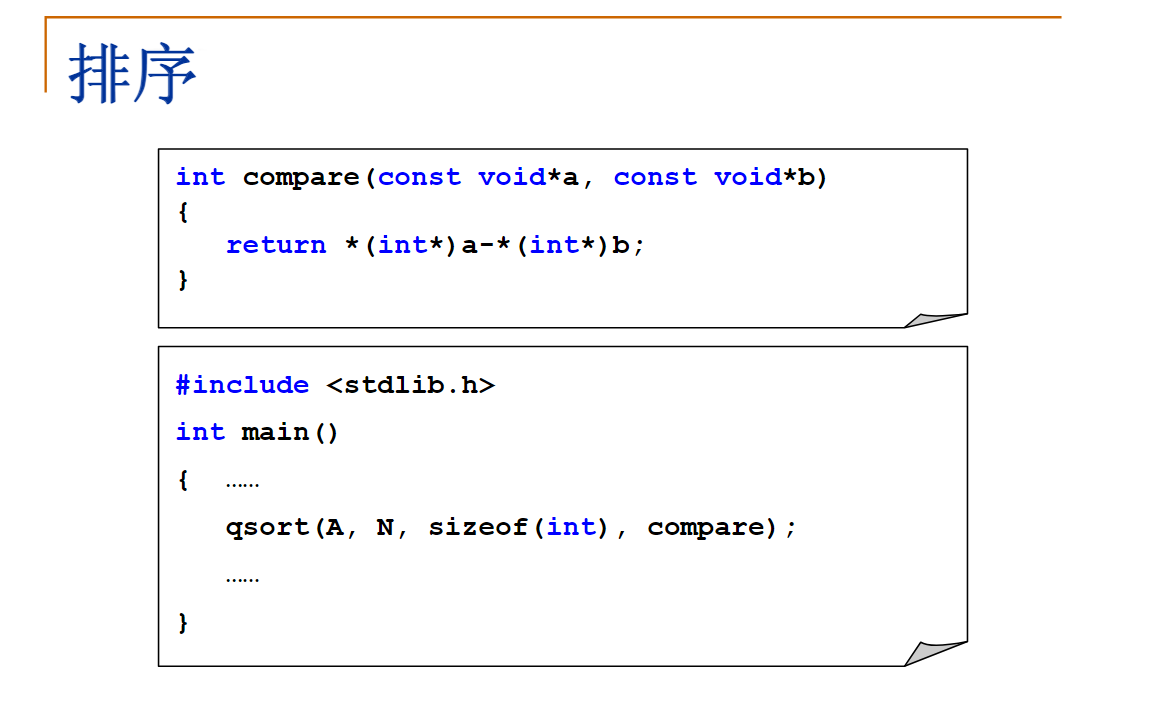 排序
int compare(const void*a, const void*b)
{
return *(int*)a-*(int*)b;
}
#include <stdlib.h>
int main()
{ ……
qsort(A, N, sizeof(int), compare);
……
}